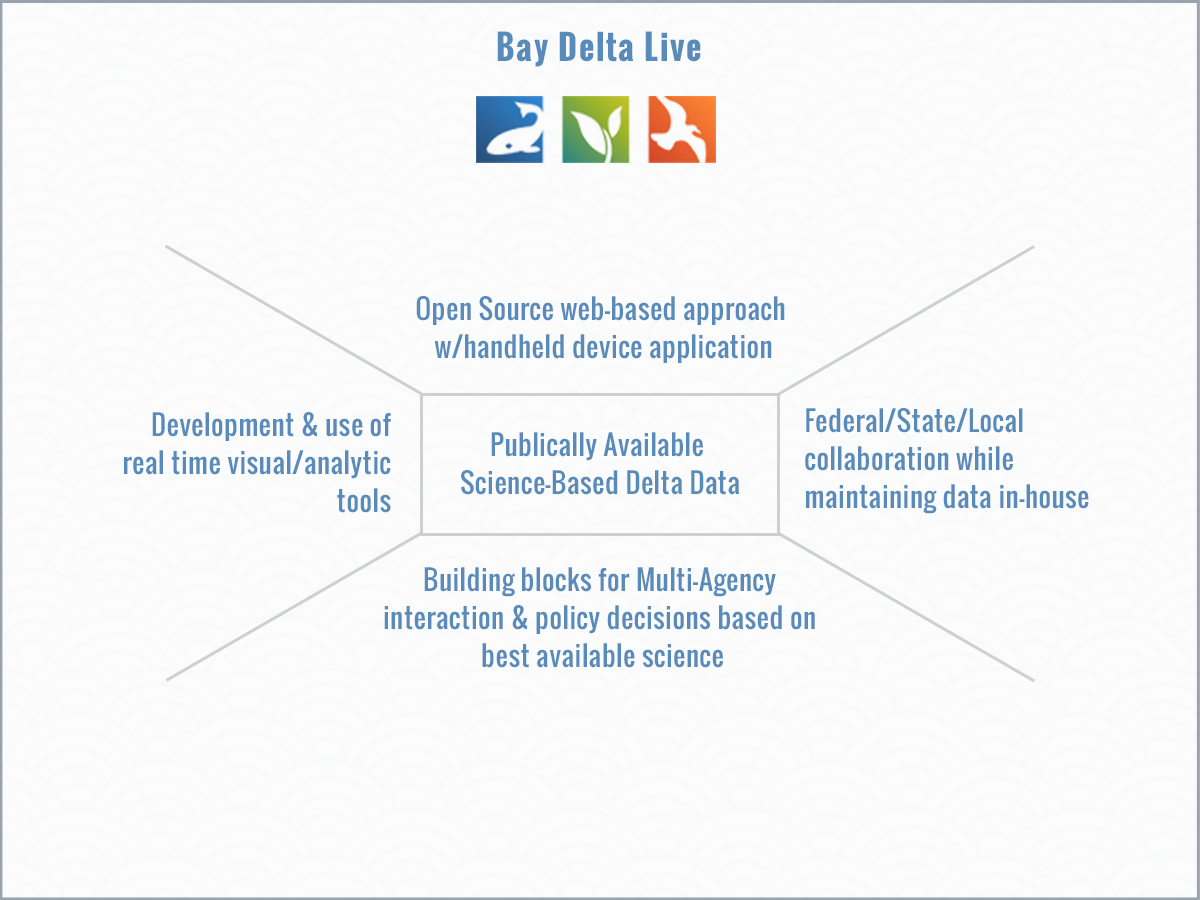 Bay Delta Live
Open Source web-based approach
w/handheld device application
Development & use of
real time visual/analytic
tools
Publically Available
Science-Based Delta Data
Federal/State/Local
collaboration while
maintaining data in-house
Building blocks for Multi-Agency
interaction & policy decisions based on
best available science